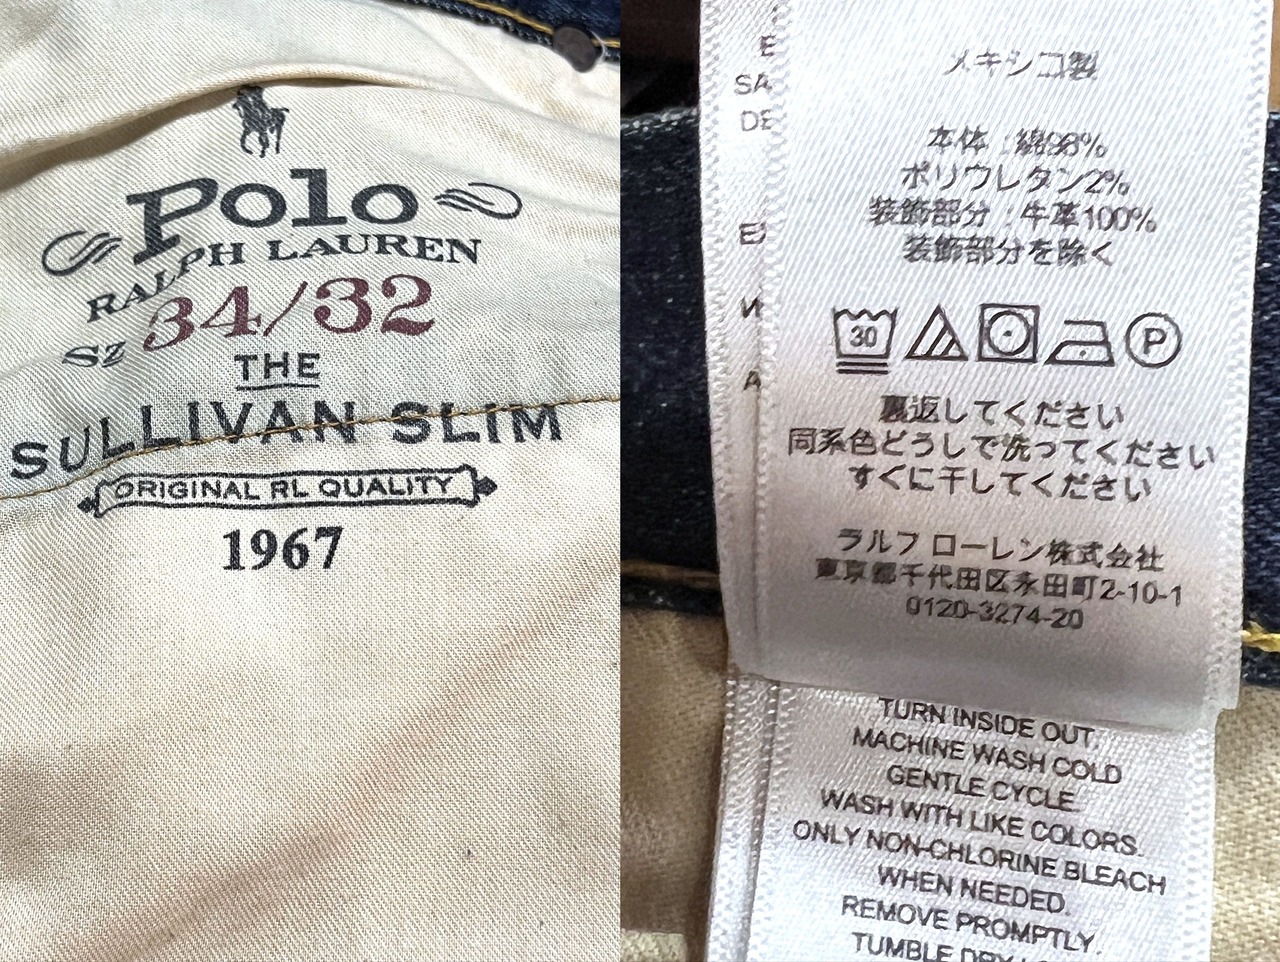 Polo
RALPH LAUREN
SZ 34/32
THE
SULLIVAN SLIM
ORIGINAL RL QUALITY
1967
メキシコ製
本体:綿98%
ポリウレタン2%
装飾部分:牛革100%
装飾部分を除く
30
P
裏返してください
同系色どうしで洗ってください
すぐに干してください
ラルフ ローレン株式会社
東京都千代田区永田町2-10-1
0120-3274-20
TURN INSIDE OUT.
MACHINE WASH COLD
GENTLE CYCLE.
WASH WITH LIKE COLORS.
ONLY NON-CHLORINE BLEACH
WHEN NEEDED.
REMOVE PROMPTLY.
TUMBLE DRY